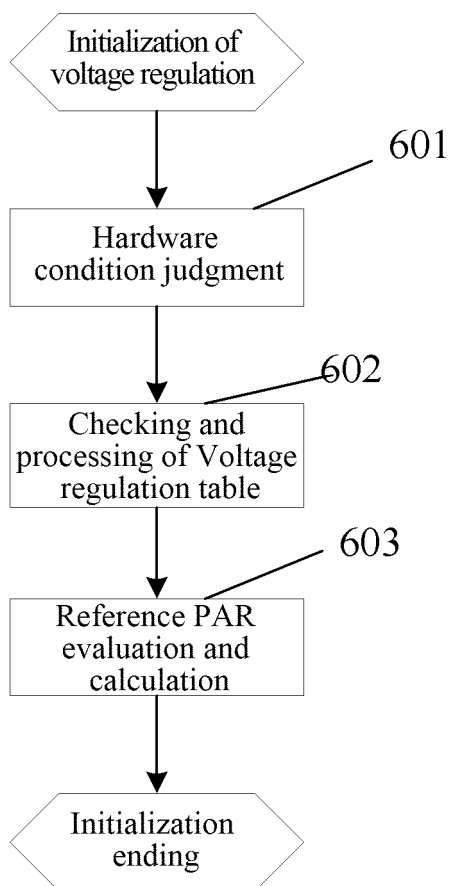 Initialization of
voltage regulation
601
Hardware
condition judgment
602
Checking and
processing of Voltage
regulation table
603
Reference PAR
evaluation and
calculation
Initialization
ending